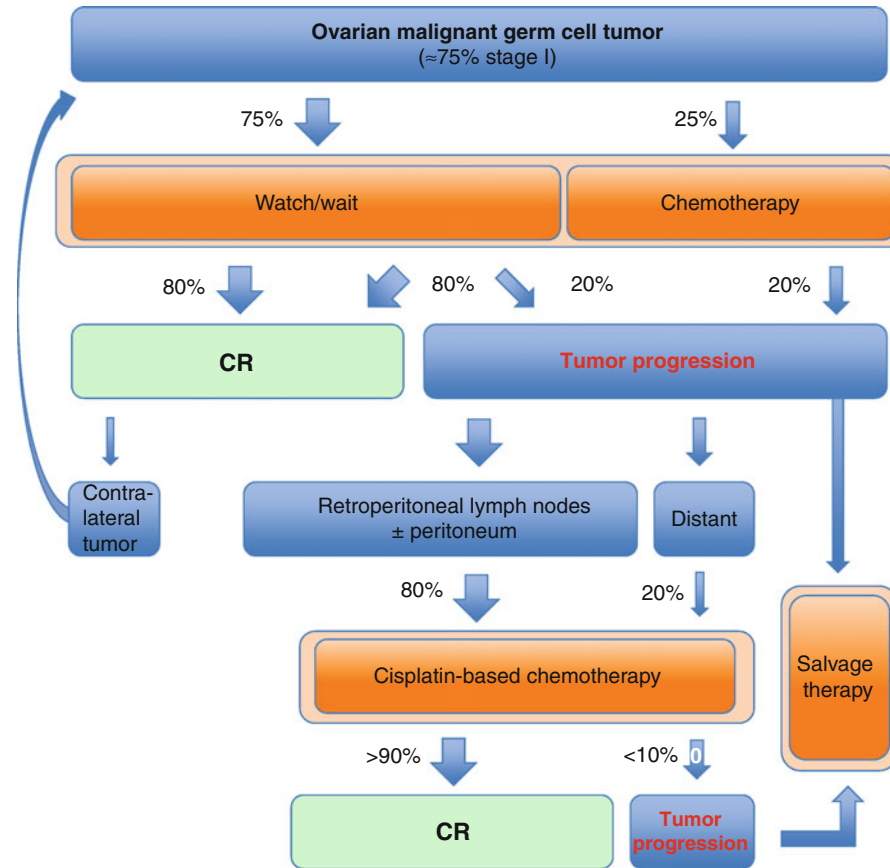 Ovarian malignant germ cell tumor
(≈75% stage I)
75%
25%
Watch/wait
Chemotherapy
80%
80%
20%
20%
CR
Tumor progression
Contra-
lateral
tumor
Retroperitoneal lymph nodes
± peritoneum
Distant
80%
20%
Cisplatin-based chemotherapy
Salvage
therapy
>90%
<10%
0
CR
Tumor
progression